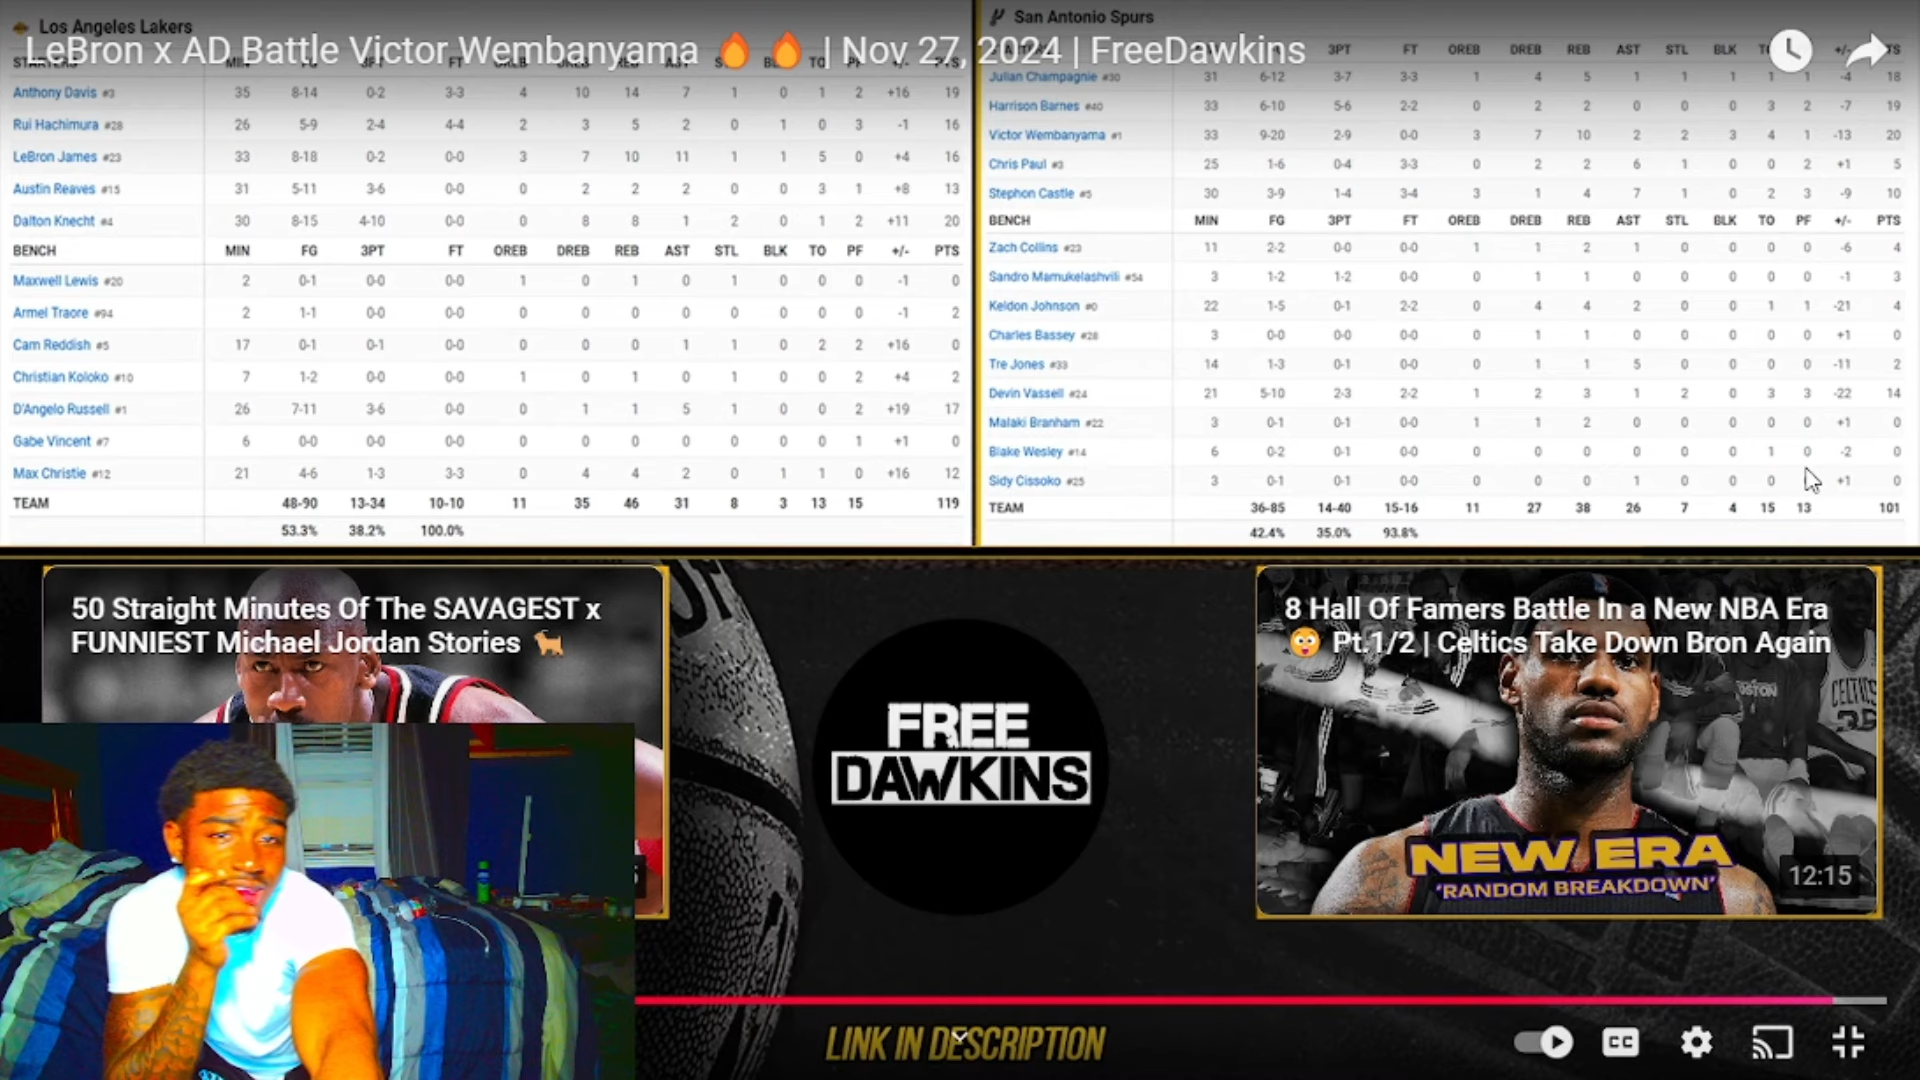 Los Angeles Lakers
LeBron x AD Battle Victor Wembanyama 🔥🔥 | Nov 27, 2024 | FreeDawkins
STARTERS MIN FG 3PT FT OREB DREB REB AST BLK TO PF +/- PTS
Anthony Davis #3 35 8-14 0-2 3-3 4 10 14 7 1 0 1 2 +16 19
Rui Hachimura #28 26 5-9 2-4 4-4 2 3 5 2 0 1 0 3 -1 16
LeBron James #23 33 8-18 0-2 0-0 3 7 10 11 1 1 5 0 +4 16
Austin Reaves #15 31 5-11 3-6 0-0 0 2 2 2 0 0 3 1 +8 13
Dalton Knecht #4 30 8-15 4-10 0-0 0 8 8 1 2 0 1 2 +11 20
BENCH MIN FG 3PT FT OREB DREB REB AST STL BLK TO PF +/- PTS
Maxwell Lewis #20 2 0-1 0-0 0-0 1 0 1 0 1 0 0 0 -1 0
Armel Traore #94 2 1-1 0-0 0-0 0 0 0 0 0 0 0 0 -1 2
Cam Reddish #5 17 0-1 0-1 0-0 0 0 0 1 1 0 2 2 +16 0
Christian Koloko #10 7 1-2 0-0 0-0 1 0 1 0 1 0 0 2 +4 2
D'Angelo Russell #1 26 7-11 3-6 0-0 0 1 1 5 1 0 0 2 +19 17
Gabe Vincent #7 6 0-0 0-0 0-0 0 0 0 0 0 0 0 1 +1 0
Max Christie #12 21 4-6 1-3 3-3 0 4 4 2 0 1 1 0 +16 12
TEAM 48-90 13-34 10-10 11 35 46 31 8 3 13 15 119
53.3% 38.2% 100.0%
San Antonio Spurs
3PT FT OREB DREB REB AST STL BLK +/-
Julian Champagnie #30 31 6-12 3-7 3-3 1 4 5 1 1 1 1 1 -4 18
Harrison Barnes #40 33 6-10 5-6 2-2 0 2 2 0 0 0 3 2 -7 19
Victor Wembanyama #1 33 9-20 2-9 0-0 3 7 10 2 2 3 4 1 -13 20
Chris Paul #3 25 1-6 0-4 3-3 0 2 2 6 1 0 0 2 +1 5
Stephon Castle #5 30 3-9 1-4 3-4 3 1 4 7 1 0 2 3 -9 10
BENCH MIN FG 3PT FT OREB DREB REB AST STL BLK TO PF +/- PTS
Zach Collins #23 11 2-2 0-0 0-0 1 1 2 1 0 0 0 0 -6 4
Sandro Mamukelashvili #54 3 1-2 1-2 0-0 0 1 1 0 0 0 0 0 -1 3
Keldon Johnson #0 22 1-5 0-1 2-2 0 4 4 2 0 0 1 1 -21 4
Charles Bassey #28 3 0-0 0-0 0-0 0 1 1 0 0 0 0 0 +1 0
Tre Jones #33 14 1-3 0-1 0-0 0 1 1 5 0 0 0 0 -11 2
Devin Vassell #24 21 5-10 2-3 2-2 1 2 3 1 2 0 3 3 -22 14
Malaki Branham #22 3 0-1 0-1 0-0 1 1 2 0 0 0 0 0 +1 0
Blake Wesley #14 6 0-2 0-1 0-0 0 0 0 0 0 0 1 0 -2 0
Sidy Cissoko #25 3 0-1 0-1 0-0 0 0 0 1 0 0 0 0 +1 0
TEAM 36-85 14-40 15-16 11 27 38 26 7 4 15 13 101
42.4% 35.0% 93.8%
50 Straight Minutes Of The SAVAGEST x
FUNNIEST Michael Jordan Stories 🐐
FREE
DAWKINS
8 Hall Of Famers Battle In a New NBA Era
😳 Pt.1/2 | Celtics Take Down Bron Again
BOSTON
CELTICS
NEW ERA
'RANDOM BREAKDOWN'
12:15
LINK IN DESCRIPTION
CC